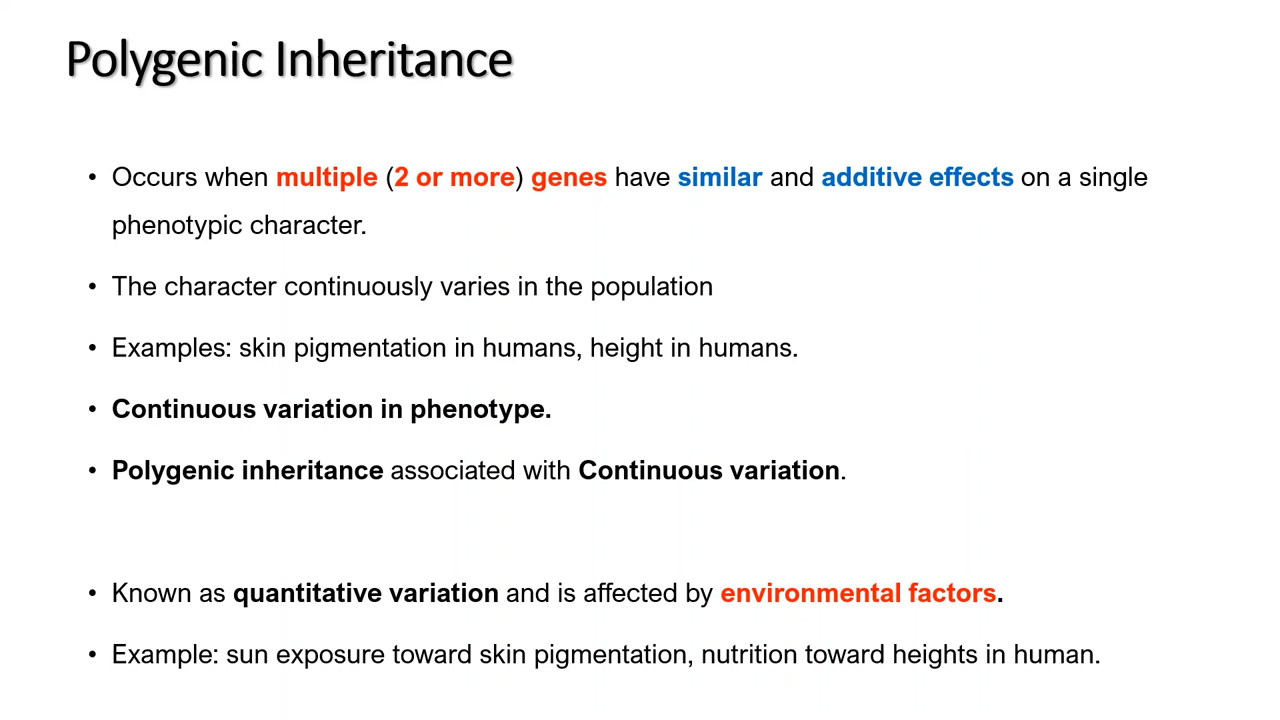 Polygenic Inheritance
• Occurs when multiple (2 or more) genes have similar and additive effects on a single
phenotypic character.
• The character continuously varies in the population
• Examples: skin pigmentation in humans, height in humans.
• Continuous variation in phenotype.
• Polygenic inheritance associated with Continuous variation.
• Known as quantitative variation and is affected by environmental factors.
• Example: sun exposure toward skin pigmentation, nutrition toward heights in human.